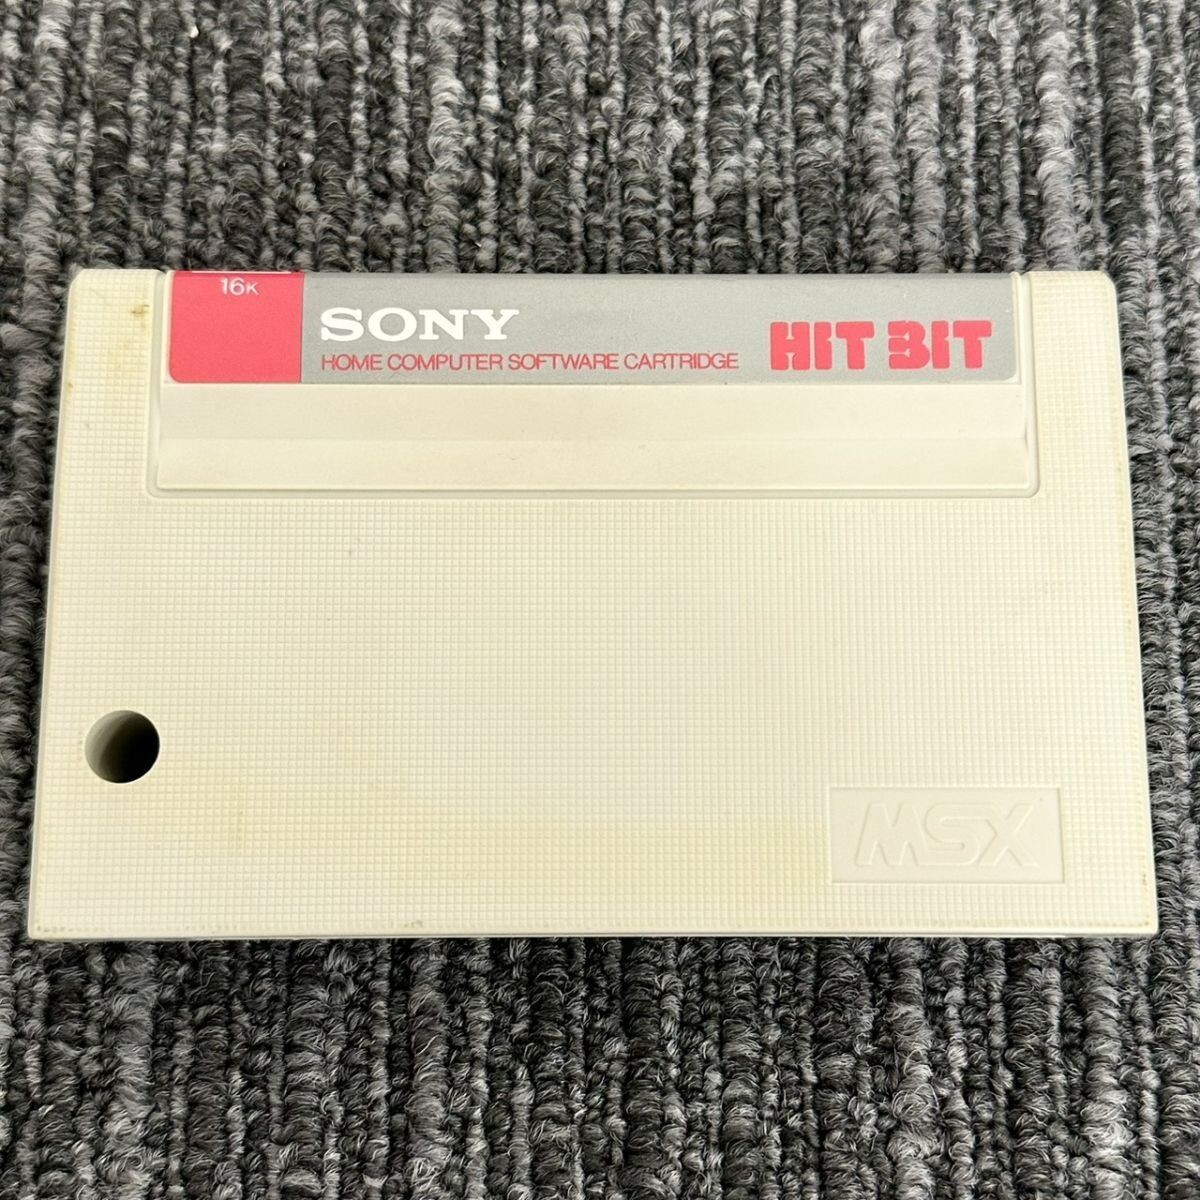 16K
SONY
HOME COMPUTER SOFTWARE CARTRIDGE
HIT BIT
MSX